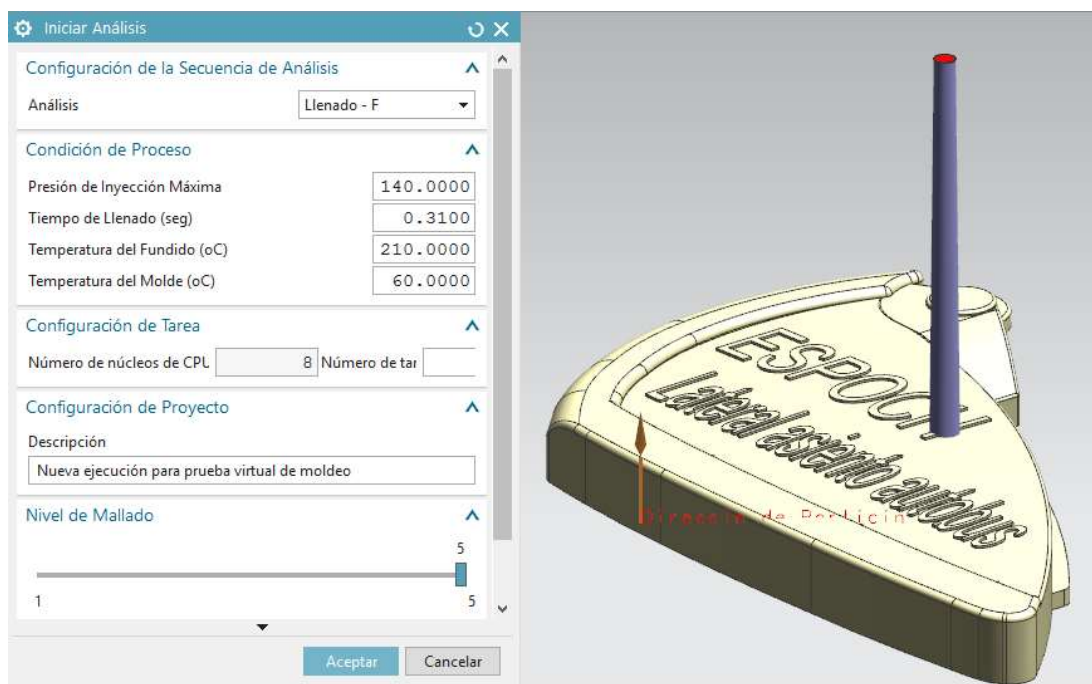 Iniciar Análisis
Configuración de la Secuencia de Análisis
Análisis Llenado - F
Condición de Proceso
Presión de Inyección Máxima 140.0000
Tiempo de Llenado (seg) 0.3100
Temperatura del Fundido (oC) 210.0000
Temperatura del Molde (oC) 60.0000
Configuración de Tarea
Número de núcleos de CPU 8 Número de tar
Configuración de Proyecto
Descripción
Nueva ejecución para prueba virtual de moldeo
Nivel de Mallado
5
1 5
Aceptar Cancelar
ESPOCH
Lateral asiento autobus
de